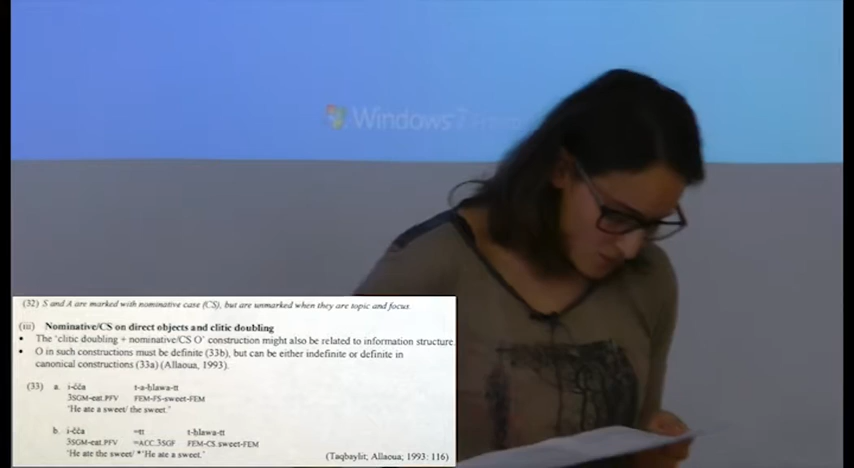 Windows 7
(32) S and A are marked with nominative case (CS), but are unmarked when they are topic and focus.
(iii) Nominative/CS on direct objects and clitic doubling
• The ‘clitic doubling + nominative/CS O’ construction might also be related to information structure.
• O in such constructions must be definite (33b), but can be either indefinite or definite in
canonical constructions (33a) (Allaoua, 1993).
(33) a. i-čča t-a-ħlawa-tt
3SGM-eat.PFV FEM-FS-sweet-FEM
‘He ate a sweet/ the sweet.’
b. i-čča =tt t-ħlawa-tt
3SGM-eat.PFV =ACC.3SGF FEM-CS.sweet-FEM
‘He ate the sweet/ *‘He ate a sweet.’ (Taqbaylit; Allaoua; 1993: 116)